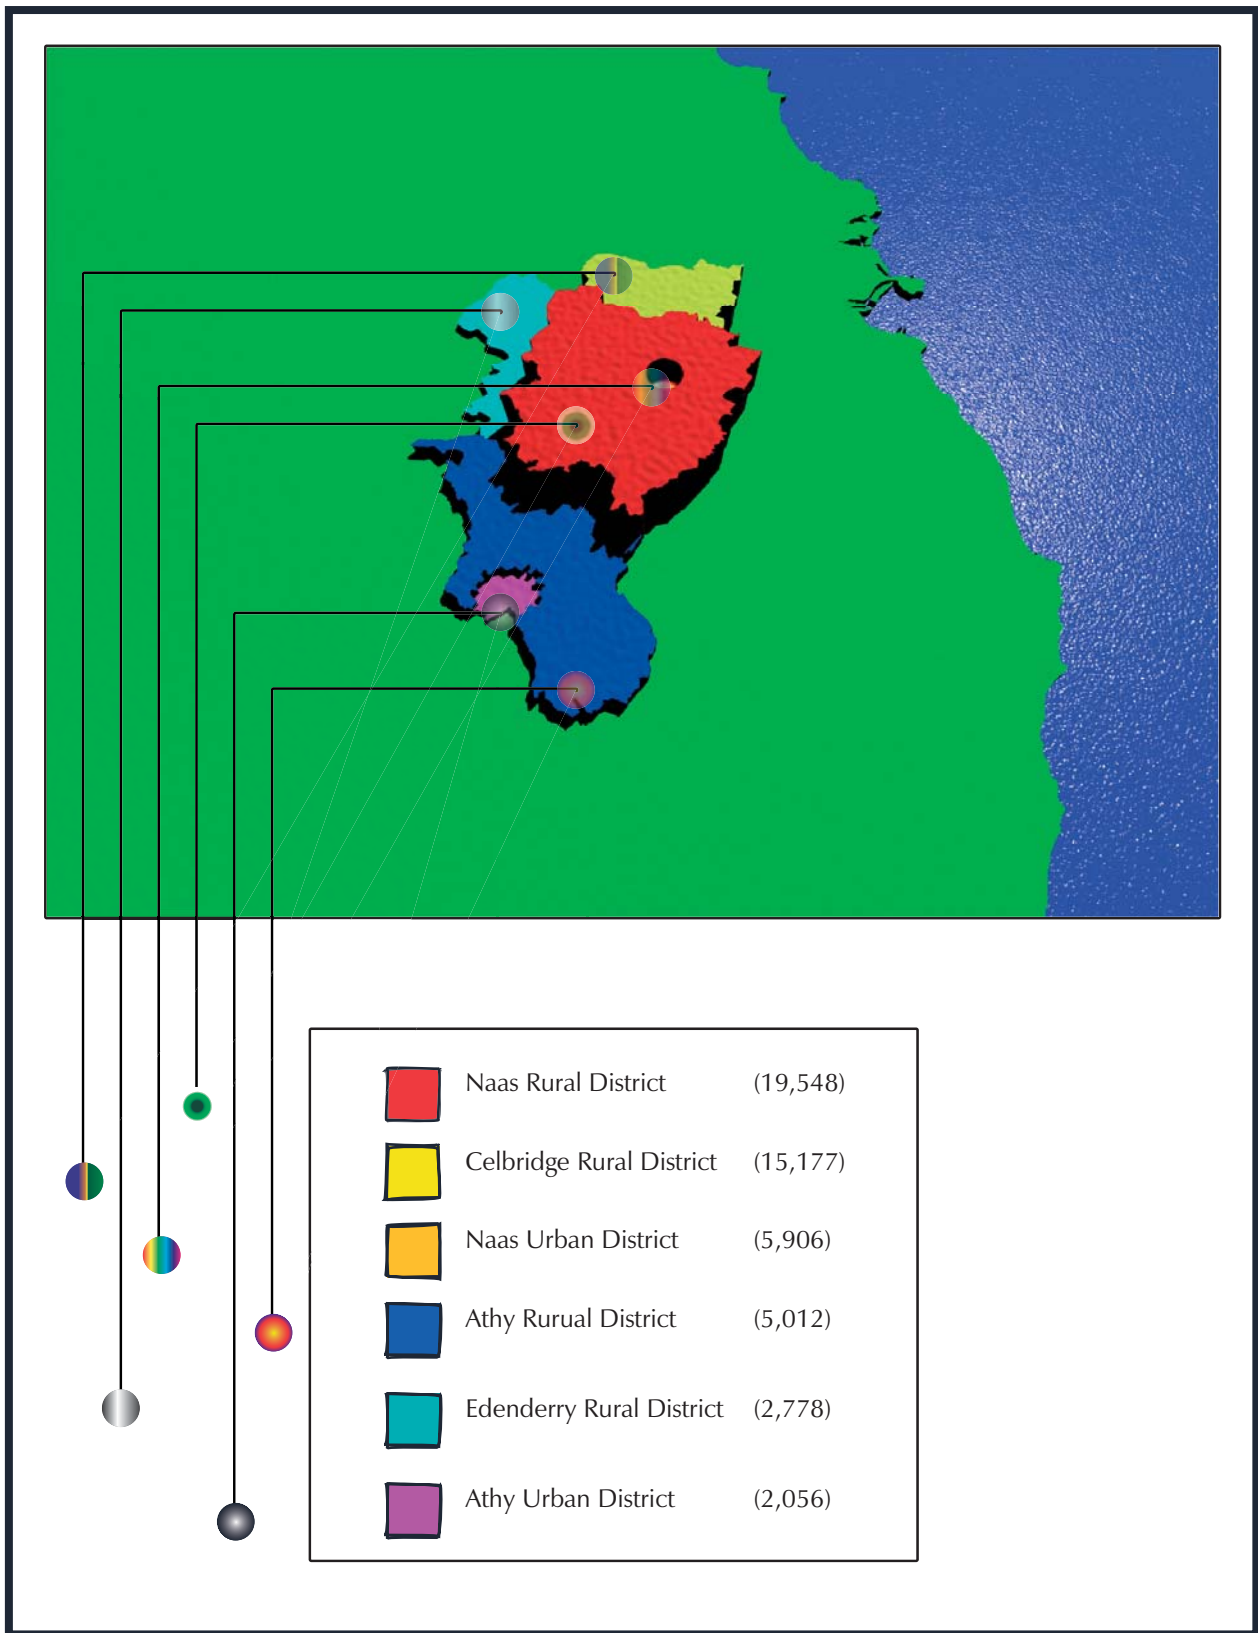 Naas Rural District (19,548)
Celbridge Rural District (15,177)
Naas Urban District (5,906)
Athy Rurual District (5,012)
Edenderry Rural District (2,778)
Athy Urban District (2,056)